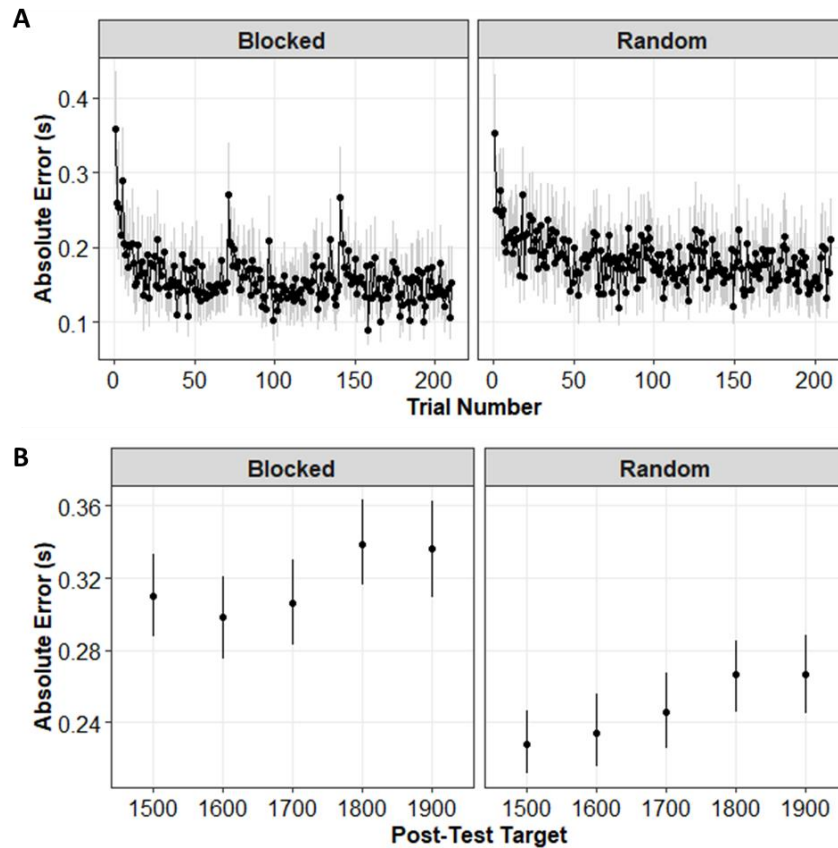 A
Blocked Random
Absolute Error (s)
0.4
0.3
0.2
0.1
0 50 100 150 200 0 50 100 150 200
Trial Number
B
Blocked Random
Absolute Error (s)
0.36
0.32
0.28
0.24
1500 1600 1700 1800 1900 1500 1600 1700 1800 1900
Post-Test Target